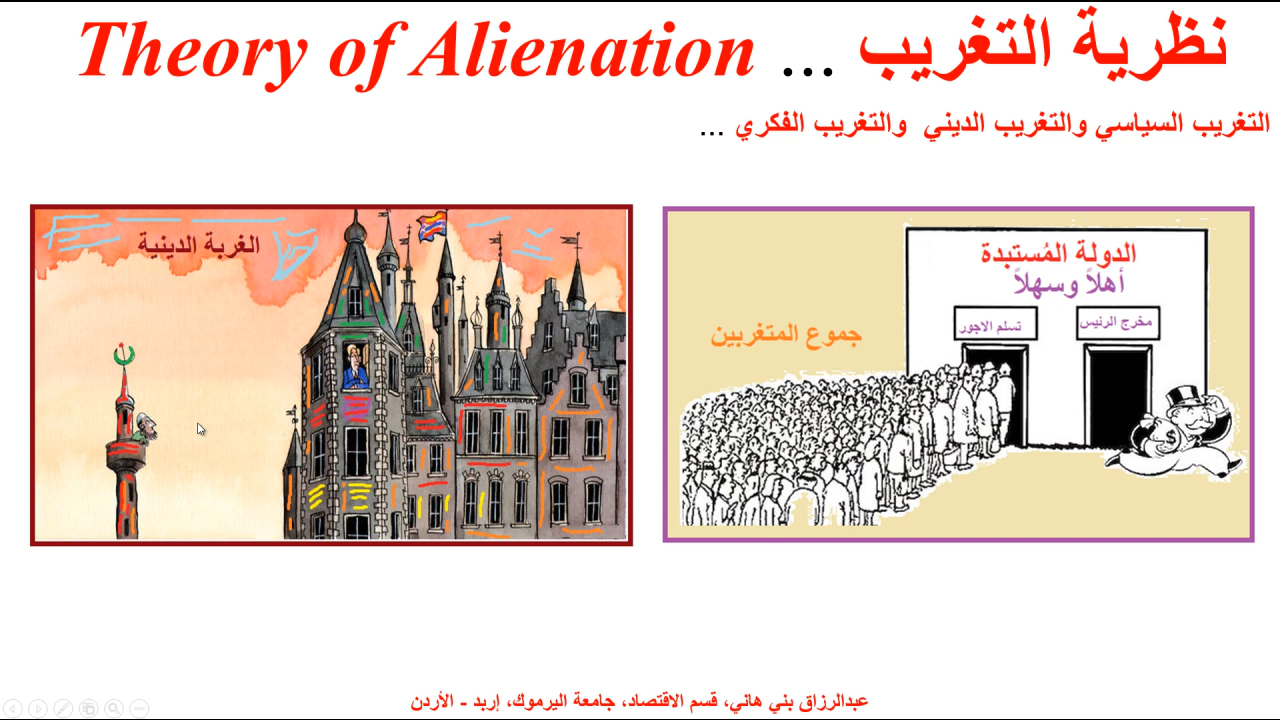 نظرية التغريب ... Theory of Alienation
التغريب السياسي والتغريب الديني والتغريب الفكري ...
الغربة الدينية
الدولة المُستبدة
أهلاً وسهلاً
مخرج الرئيس
تسلم الاجور
جموع المتغربين
$
عبدالرزاق بني هاني، قسم الاقتصاد، جامعة اليرموك، إربد - الأردن